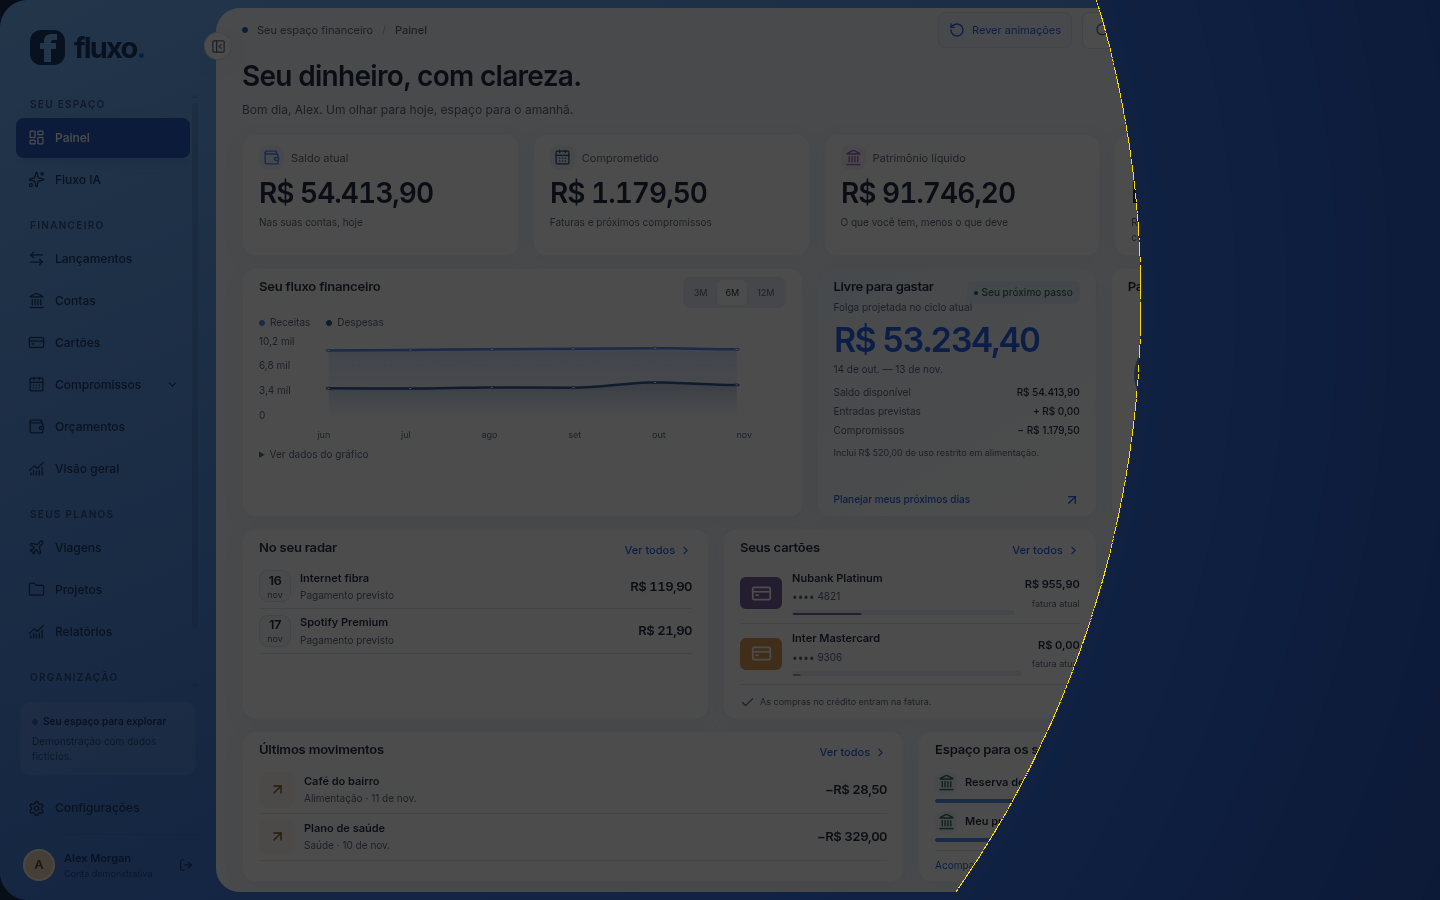 fluxo.
SEU ESPAÇO
Painel
Fluxo IA
FINANCEIRO
Lançamentos
Contas
Cartões
Compromissos
Orçamentos
Visão geral
SEUS PLANOS
Viagens
Projetos
Relatórios
ORGANIZAÇÃO
Seu espaço para explorar
Demonstração com dados
fictícios.
Configurações
A
Alex Morgan
Conta demonstrativa
Seu espaço financeiro / Painel
Rever animações
Seu dinheiro, com clareza.
Bom dia, Alex. Um olhar para hoje, espaço para o amanhã.
Saldo atual
R$ 54.413,90
Nas suas contas, hoje
Comprometido
R$ 1.179,50
Faturas e próximos compromissos
Patrimônio líquido
R$ 91.746,20
O que você tem, menos o que deve
Seu fluxo financeiro
3M 6M 12M
Receitas Despesas
10,2 mil
6,8 mil
3,4 mil
0
jun jul ago set out nov
Ver dados do gráfico
Livre para gastar
Seu próximo passo
Folga projetada no ciclo atual
R$ 53.234,40
14 de out. — 13 de nov.
Saldo disponível R$ 54.413,90
Entradas previstas + R$ 0,00
Compromissos − R$ 1.179,50
Inclui R$ 520,00 de uso restrito em alimentação.
Planejar meus próximos dias
No seu radar
Ver todos
16 nov
Internet fibra
Pagamento previsto
R$ 119,90
17 nov
Spotify Premium
Pagamento previsto
R$ 21,90
Seus cartões
Ver todos
Nubank Platinum
•••• 4821
R$ 955,90
fatura atual
Inter Mastercard
•••• 9306
R$ 0,00
fatura
As compras no crédito entram na fatura.
Últimos movimentos
Ver todos
Café do bairro
Alimentação · 11 de nov.
−R$ 28,50
Plano de saúde
Saúde · 10 de nov.
−R$ 329,00
Espaço para os
Reserva
Meu